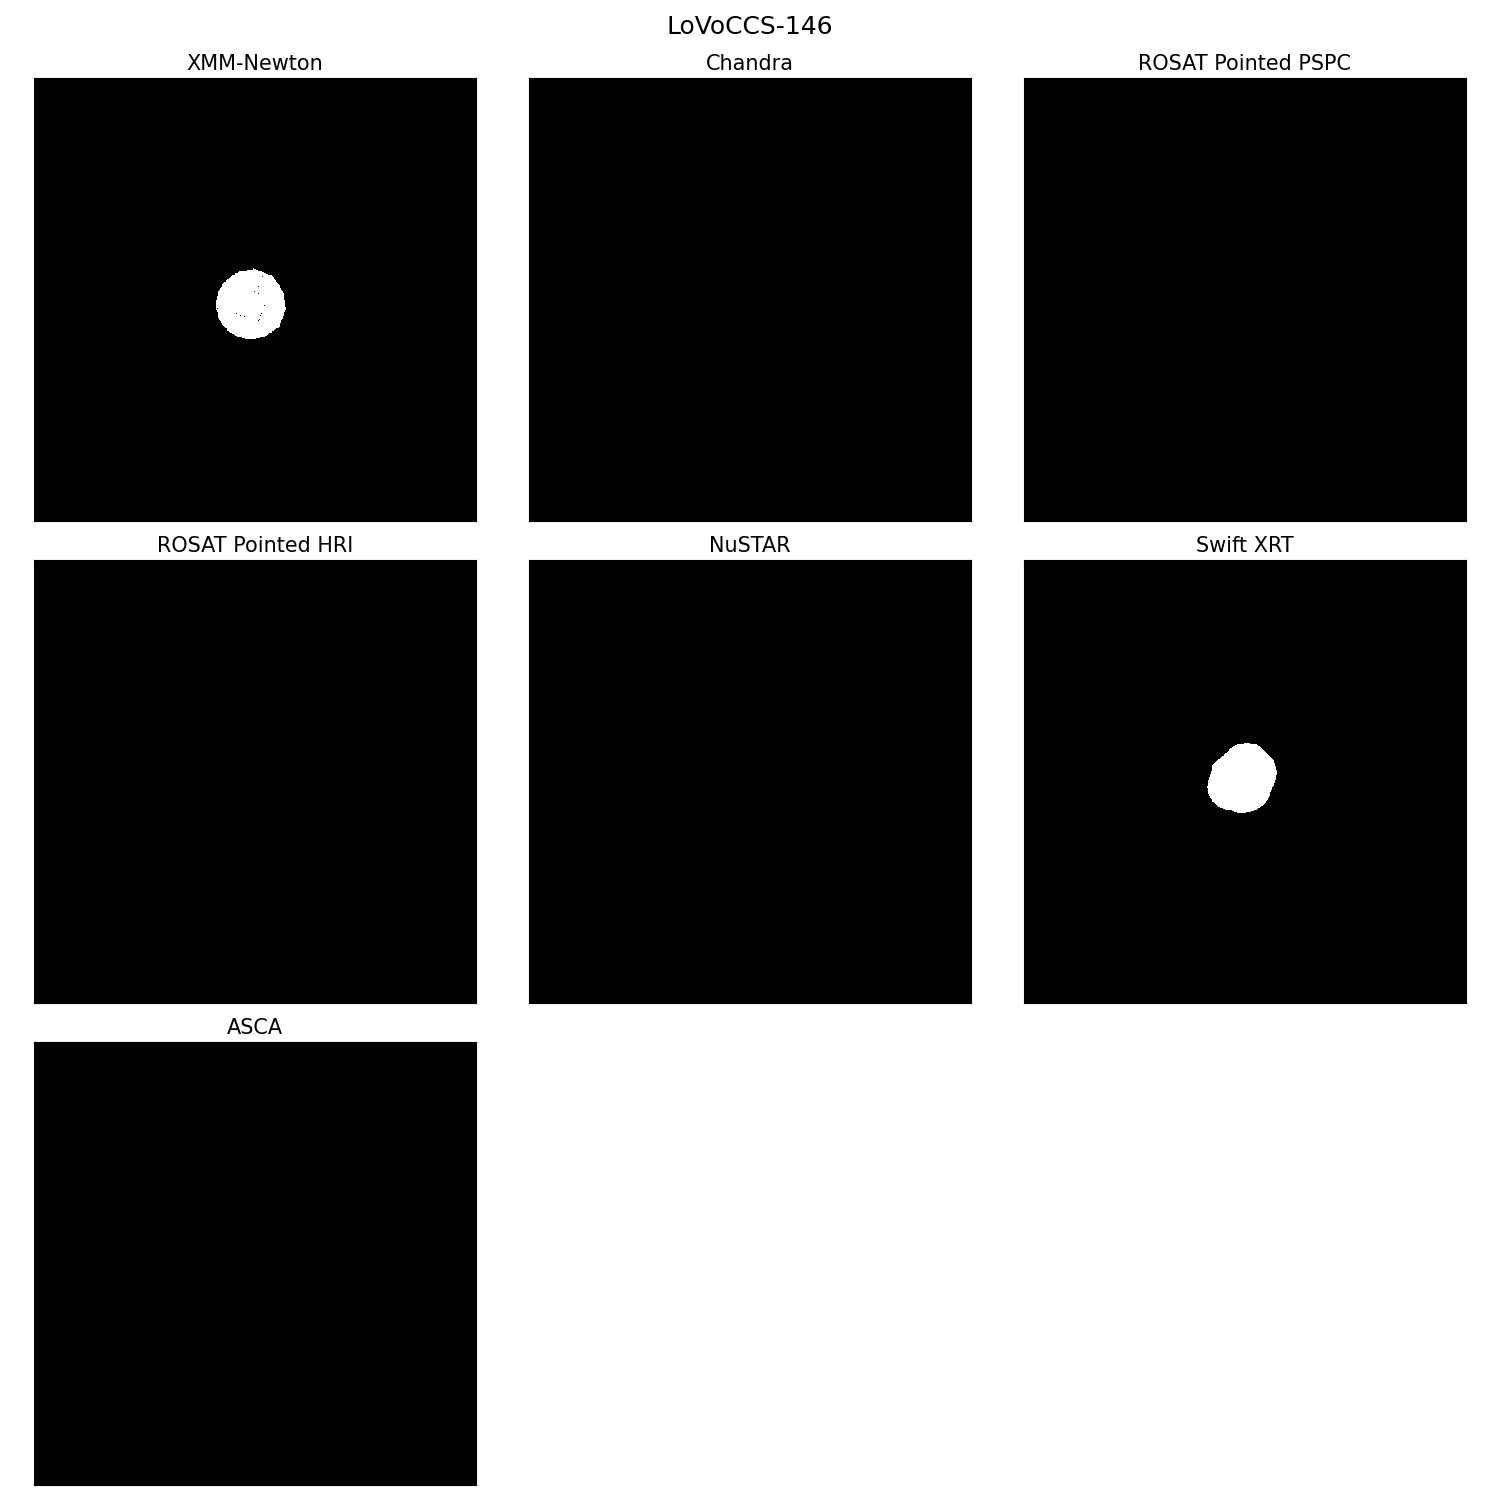 LoVoCCS-146
XMM-Newton
Chandra
ROSAT Pointed PSPC
ROSAT Pointed HRI
NuSTAR
Swift XRT
ASCA